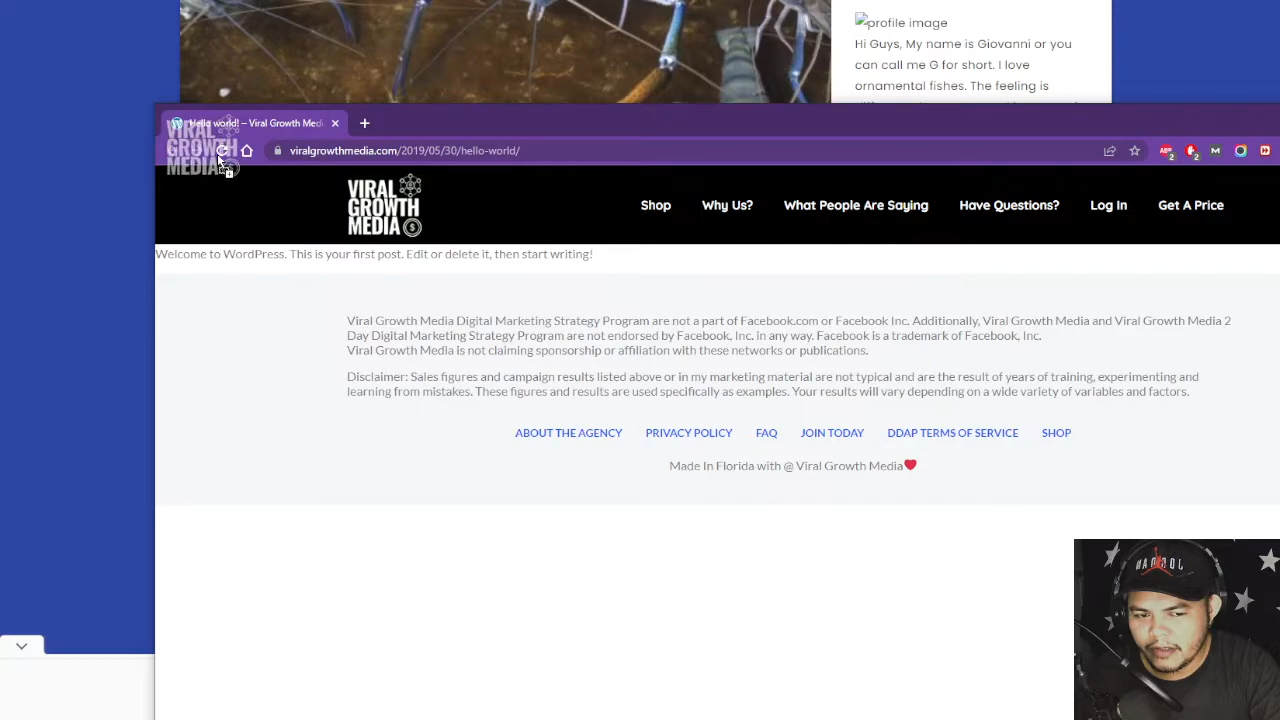 profile image
Hi Guys, My name is Giovanni or you
can call me G for short. I love
ornamental fishes. The feeling is
Hello world! – Viral Growth Medi
viralgrowthmedia.com/2019/05/30/hello-world/
ABP
2
2
M
VIRAL
GROWTH
MEDIA
VIRAL
GROWTH
MEDIA
$
Shop
Why Us?
What People Are Saying
Have Questions?
Log In
Get A Price
Welcome to WordPress. This is your first post. Edit or delete it, then start writing!
Viral Growth Media Digital Marketing Strategy Program are not a part of Facebook.com or Facebook Inc. Additionally, Viral Growth Media and Viral Growth Media 2
Day Digital Marketing Strategy Program are not endorsed by Facebook, Inc. in any way. Facebook is a trademark of Facebook, Inc.
Viral Growth Media is not claiming sponsorship or affiliation with these networks or publications.
Disclaimer: Sales figures and campaign results listed above or in my marketing material are not typical and are the result of years of training, experimenting and
learning from mistakes. These figures and results are used specifically as examples. Your results will vary depending on a wide variety of variables and factors.
ABOUT THE AGENCY
PRIVACY POLICY
FAQ
JOIN TODAY
DDAP TERMS OF SERVICE
SHOP
Made In Florida with @ Viral Growth Media